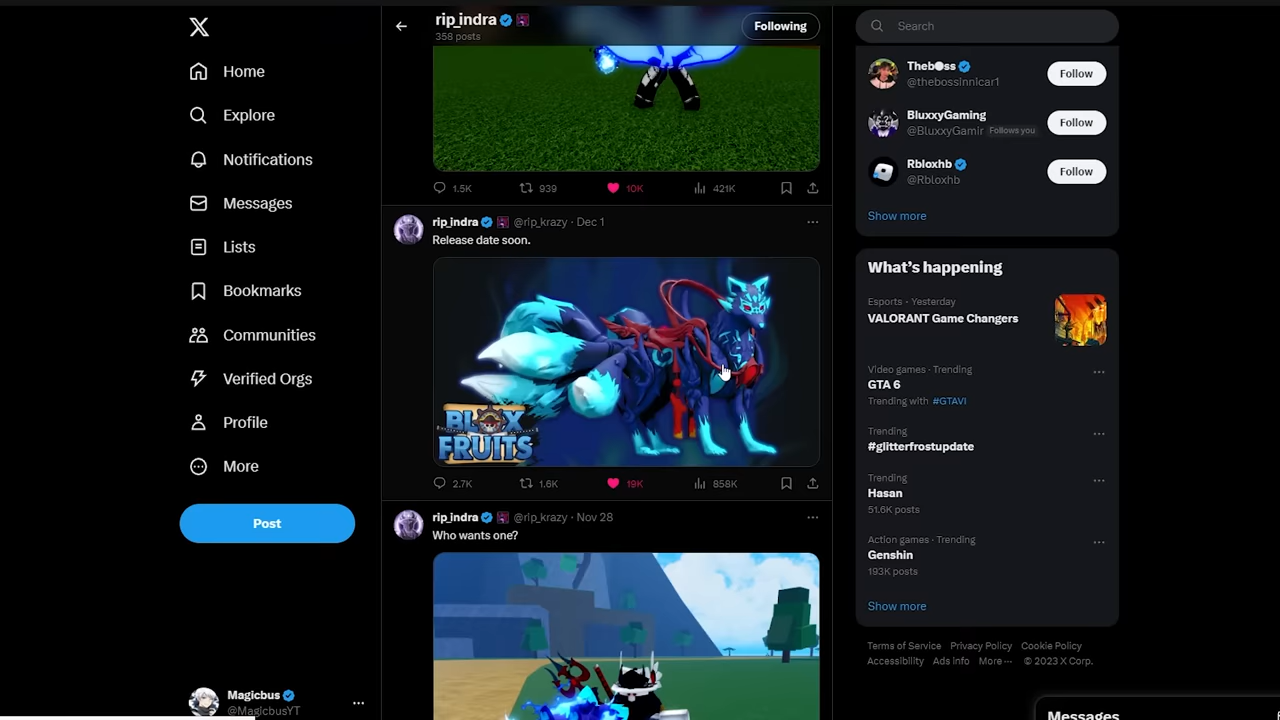 Home
Explore
Notifications
Messages
Lists
Bookmarks
Communities
Verified Orgs
Profile
More
Post
Magicbus
@MagicbusYT
rip_indra
358 posts
Following
1.5K 939 10K 421K
rip_indra @rip_krazy · Dec 1
Release date soon.
BLOX
FRUITS
2.7K 1.6K 19K 858K
rip_indra @rip_krazy · Nov 28
Who wants one?
Search
Theb●ss
@thebossinnicar1
Follow
BluxxyGaming
@BluxxyGamir Follows you
Follow
Rbloxhb
@Rbloxhb
Follow
Show more
What's happening
Esports · Yesterday
VALORANT Game Changers
Video games · Trending
GTA 6
Trending with #GTAVI
Trending
#glitterfrostupdate
Trending
Hasan
51.6K posts
Action games · Trending
Genshin
193K posts
Show more
Terms of Service Privacy Policy Cookie Policy
Accessibility Ads info More ··· © 2023 X Corp.
Messages